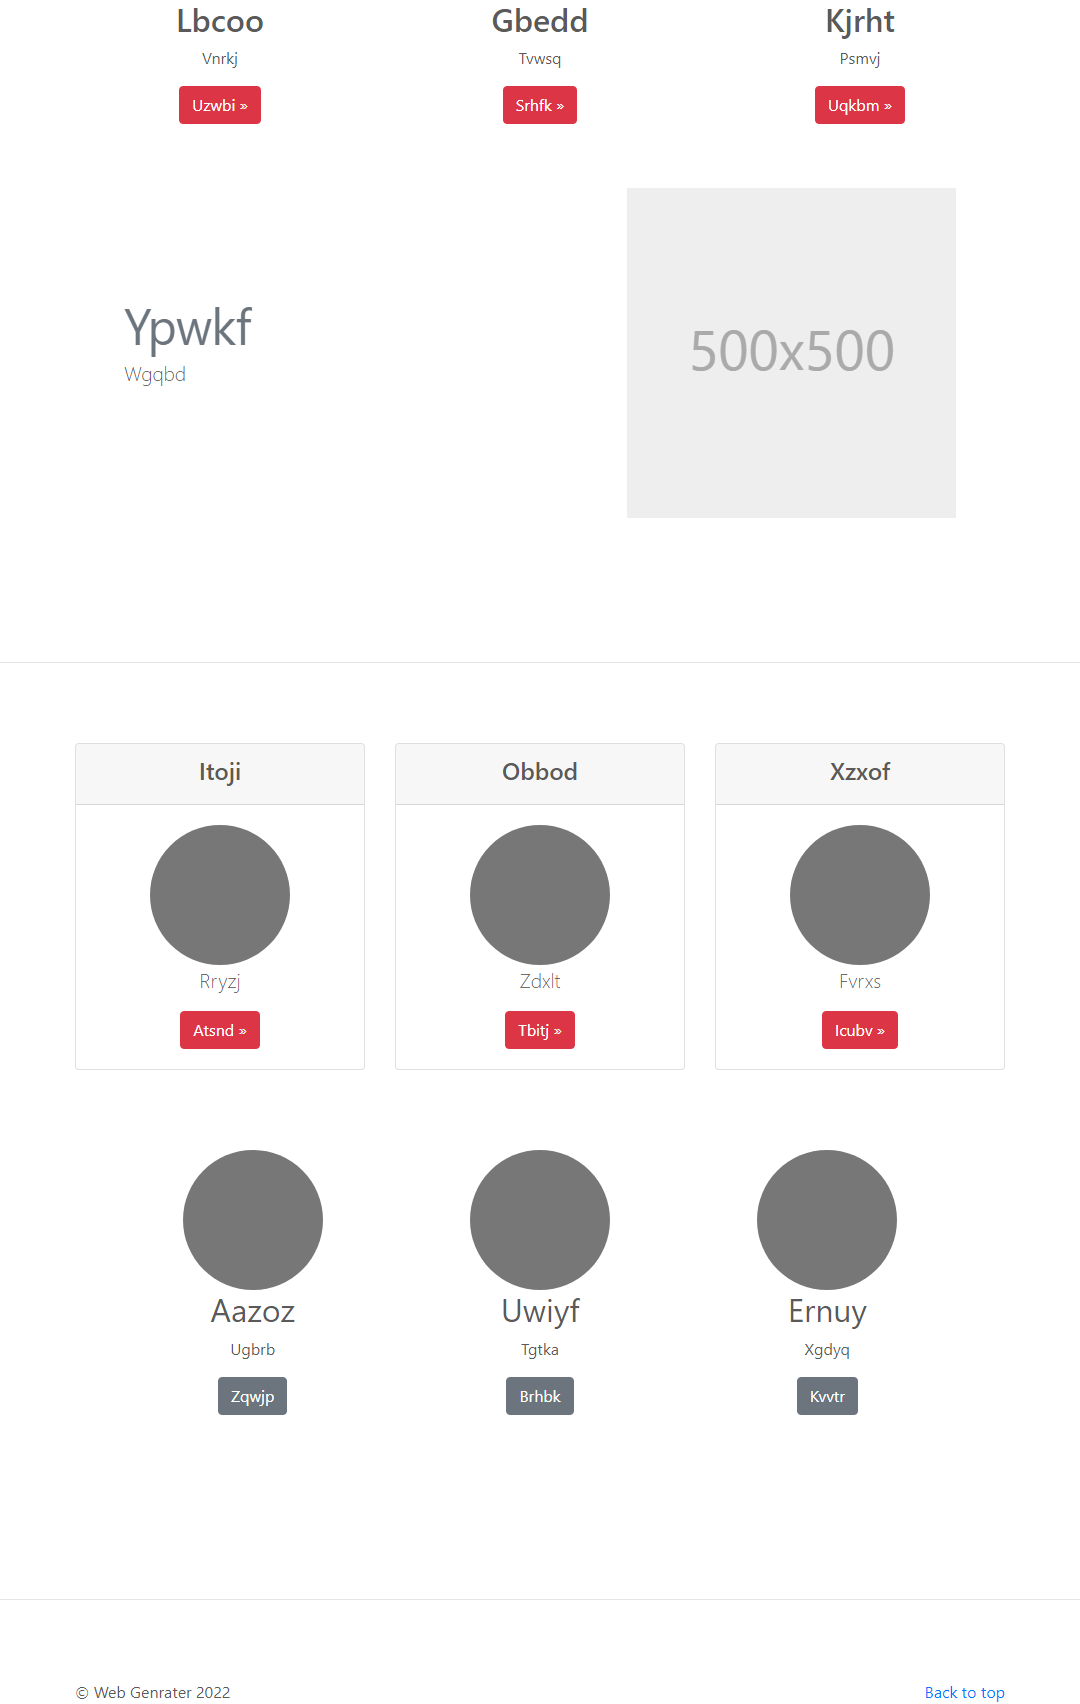 Lbcoo
Gbedd
Kjrht
Vnrkj
Tvwsq
Psmvj
Uzwbi »
Srhfk »
Uqkbm »
Ypwkf
Wgqbd
500x500
Itoji
Obbod
Xzxof
Rryzj
Zdxlt
Fvrxs
Atsnd »
Tbitj »
Icubv »
Aazoz
Uwiyf
Ernuy
Ugbrb
Tgtka
Xgdyq
Zqwjp
Brhbk
Kvvtr
© Web Genrater 2022
Back to top